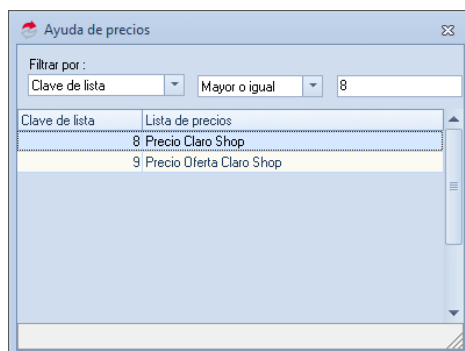 Ayuda de precios
Filtrar por :
Clave de lista Mayor o igual 8
Clave de lista Lista de precios
8 Precio Claro Shop
9 Precio Oferta Claro Shop